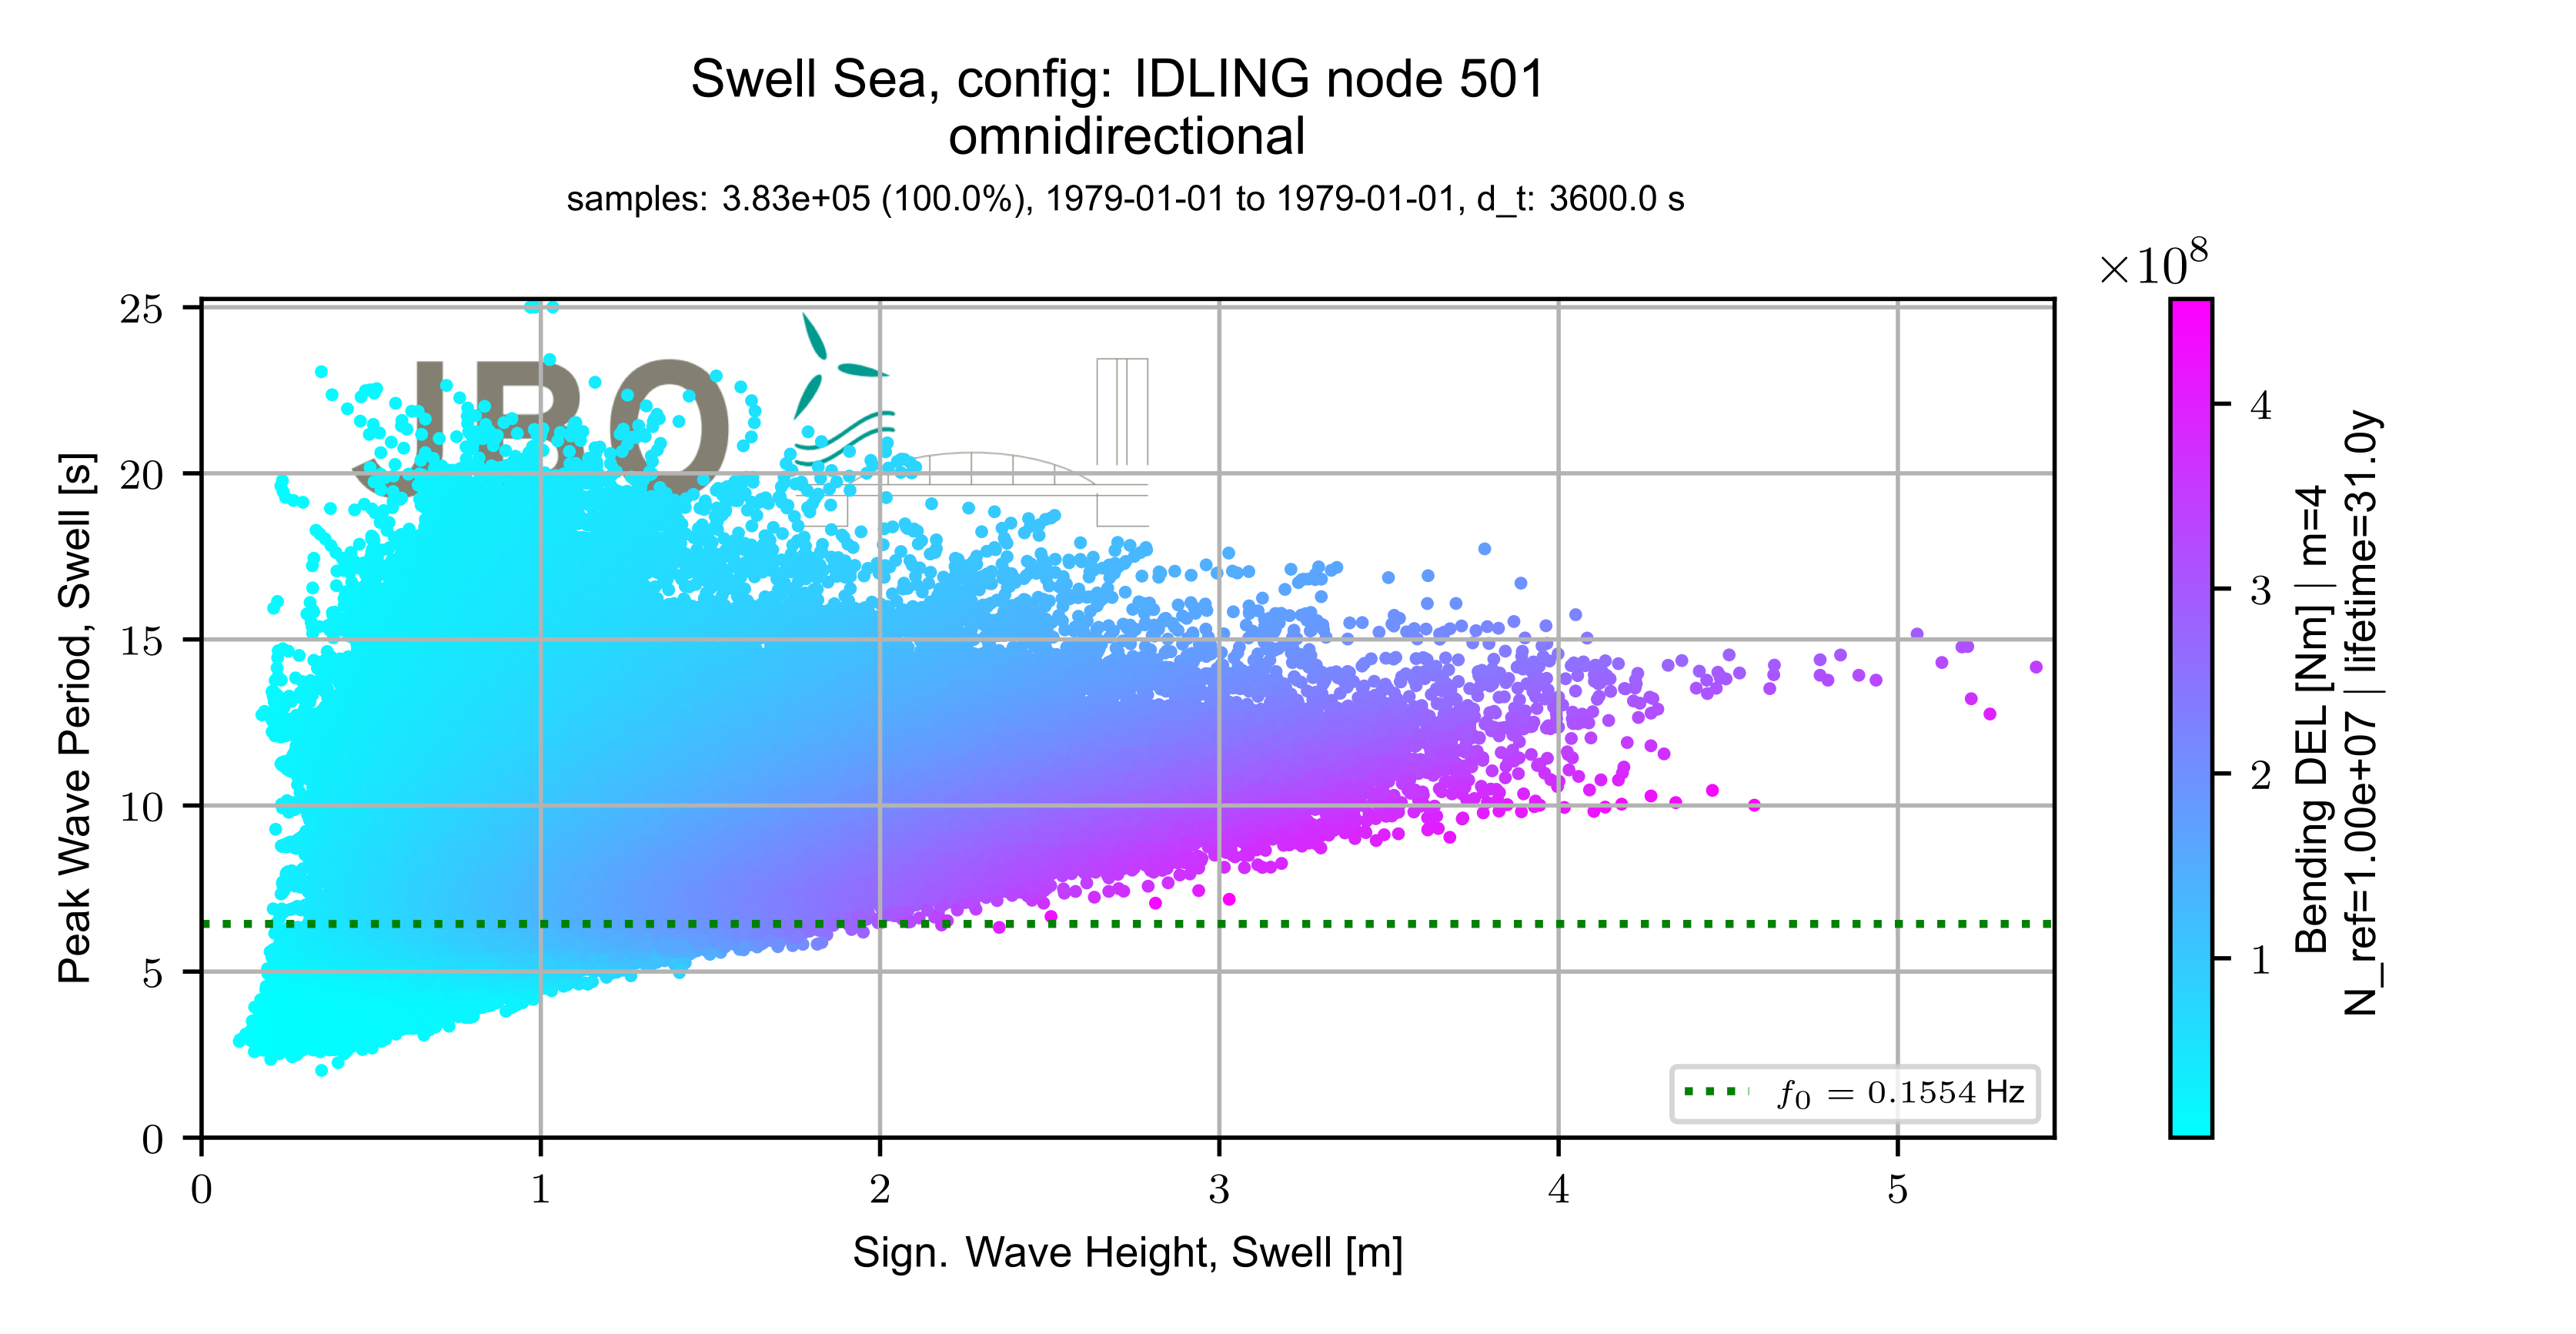 Swell Sea, config: IDLING node 501
omnidirectional
samples: 3.83e+05 (100.0%), 1979-01-01 to 1979-01-01, d_t: 3600.0 s
×10⁸
25
20
15
10
5
0
Peak Wave Period, Swell [s]
JBO
f₀ = 0.1554 Hz
0 1 2 3 4 5
Sign. Wave Height, Swell [m]
4
3
2
1
Bending DEL [Nm] | m=4
N_ref=1.00e+07 | lifetime=31.0y